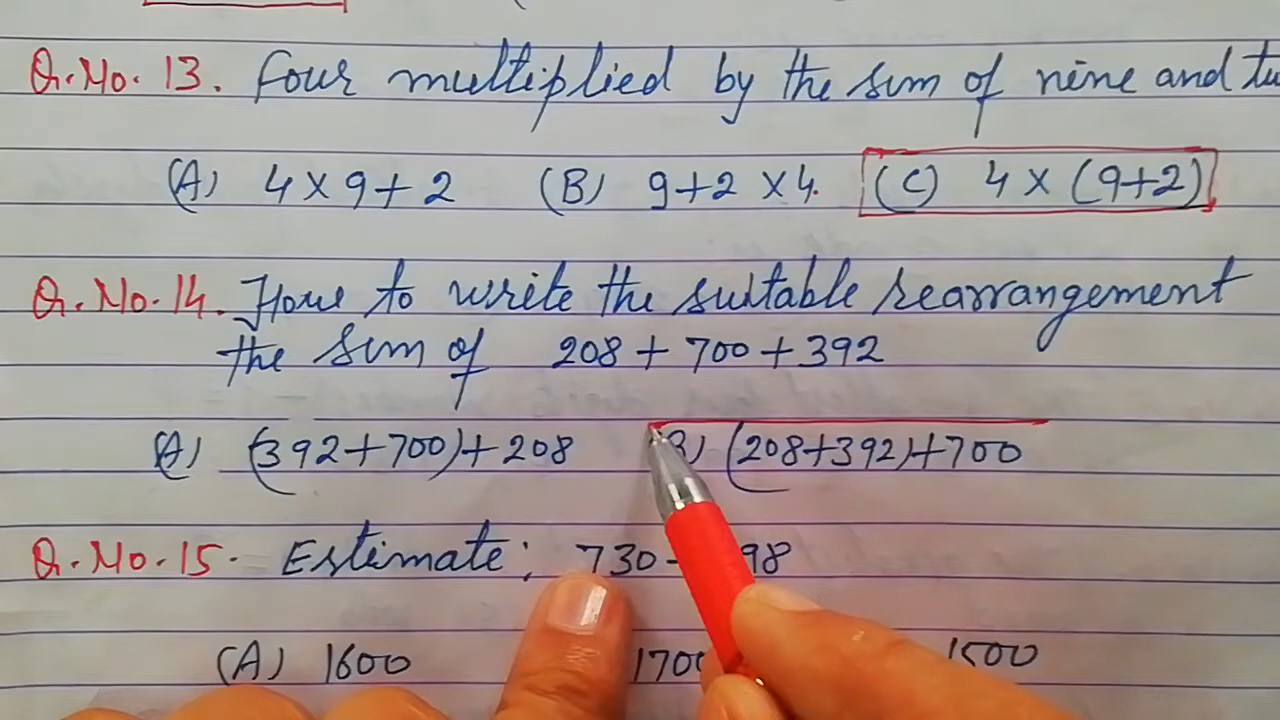 Q.No.13. Four multiplied by the sum of nine and
(A) 4 × 9 + 2 (B) 9+2 × 4. (C) 4 × (9+2)
Q.No.14. How to write the suitable rearrangement
the sum of 208 + 700 + 392
(A) (392+700)+208 (B) (208+392)+700
Q.No.15. Estimate: 730 98
(A) 1600 1500